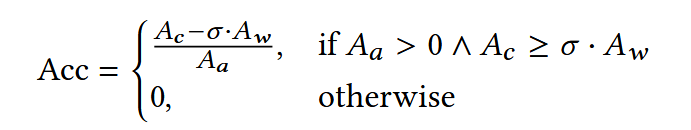 Acc = { (A_c − σ · A_w) / A_a, if A_a > 0 ∧ A_c ≥ σ · A_w
0, otherwise